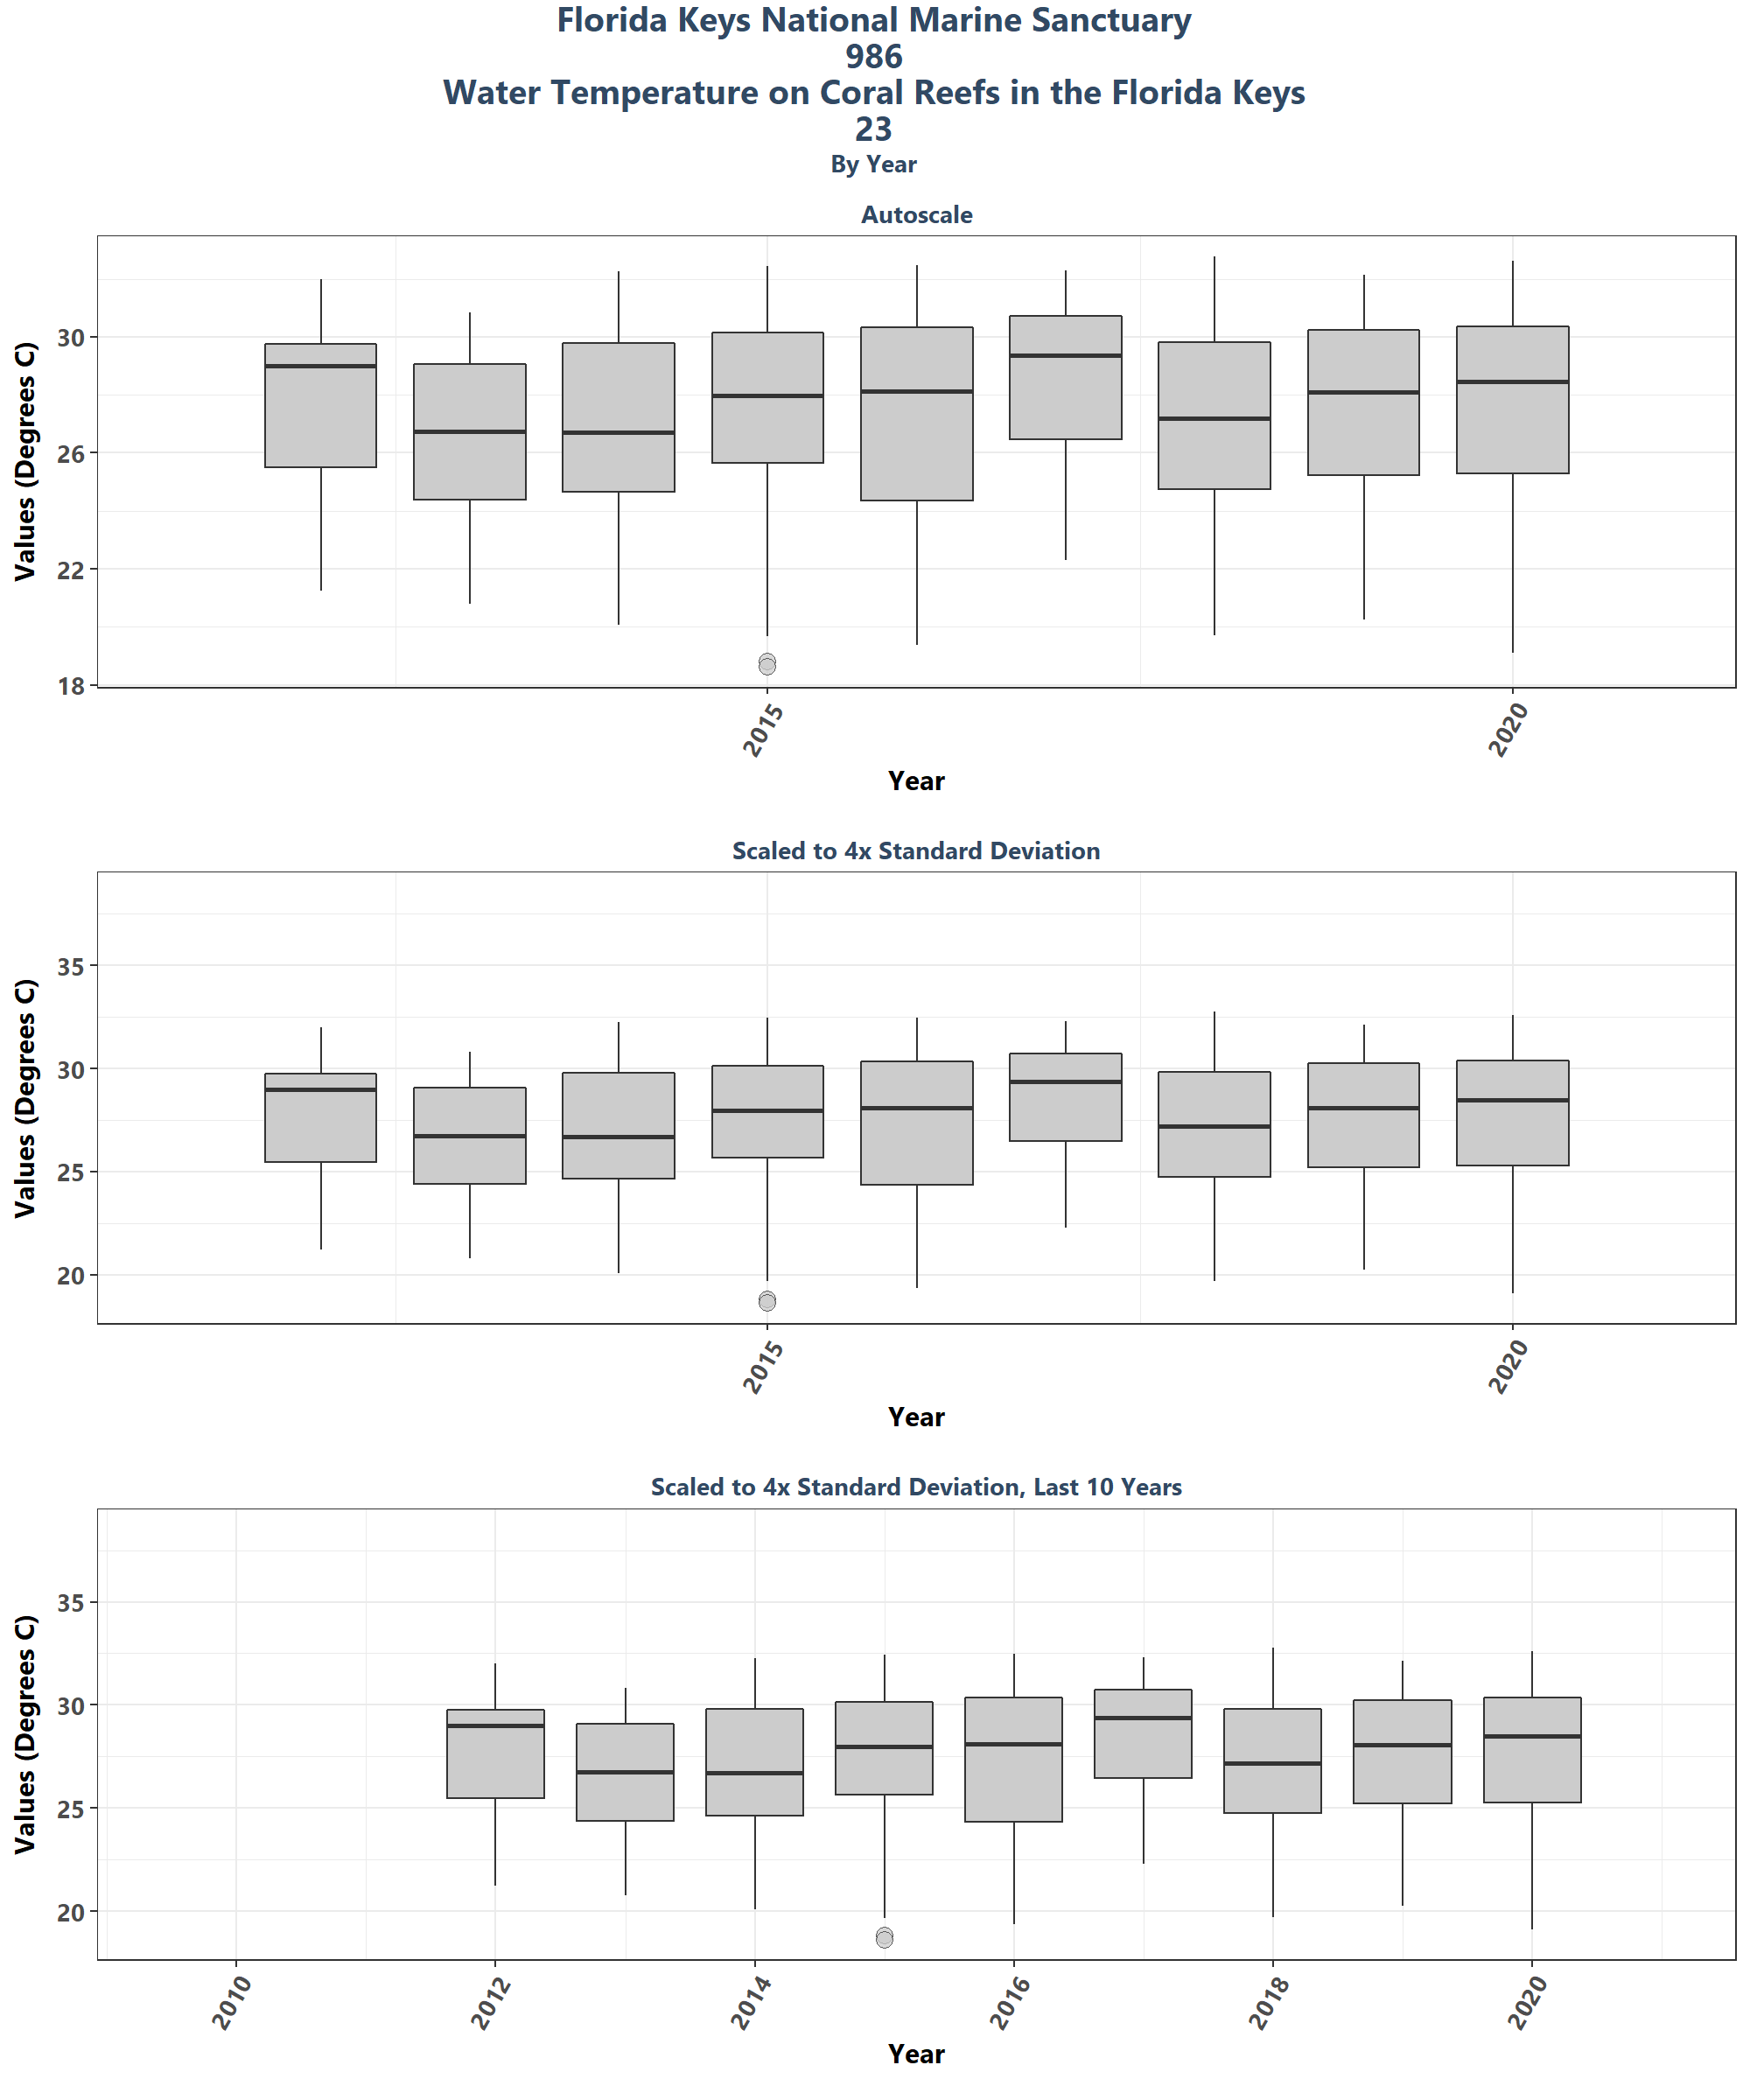 Florida Keys National Marine Sanctuary
986
Water Temperature on Coral Reefs in the Florida Keys
23
By Year
Autoscale
Values (Degrees C)
30
26
22
18
2015
2020
Year
Scaled to 4x Standard Deviation
Values (Degrees C)
35
30
25
20
2015
2020
Year
Scaled to 4x Standard Deviation, Last 10 Years
Values (Degrees C)
35
30
25
20
2010
2012
2014
2016
2018
2020
Year